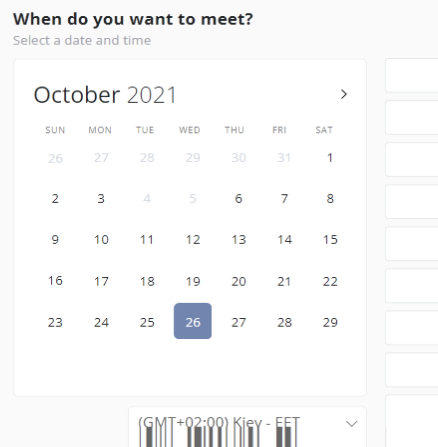 When do you want to meet?
Select a date and time
October 2021
SUN MON TUE WED THU FRI SAT
26 27 28 29 30 31 1
2 3 4 5 6 7 8
9 10 11 12 13 14 15
16 17 18 19 20 21 22
23 24 25 26 27 28 29
(GMT+02:00) Kiev - EET